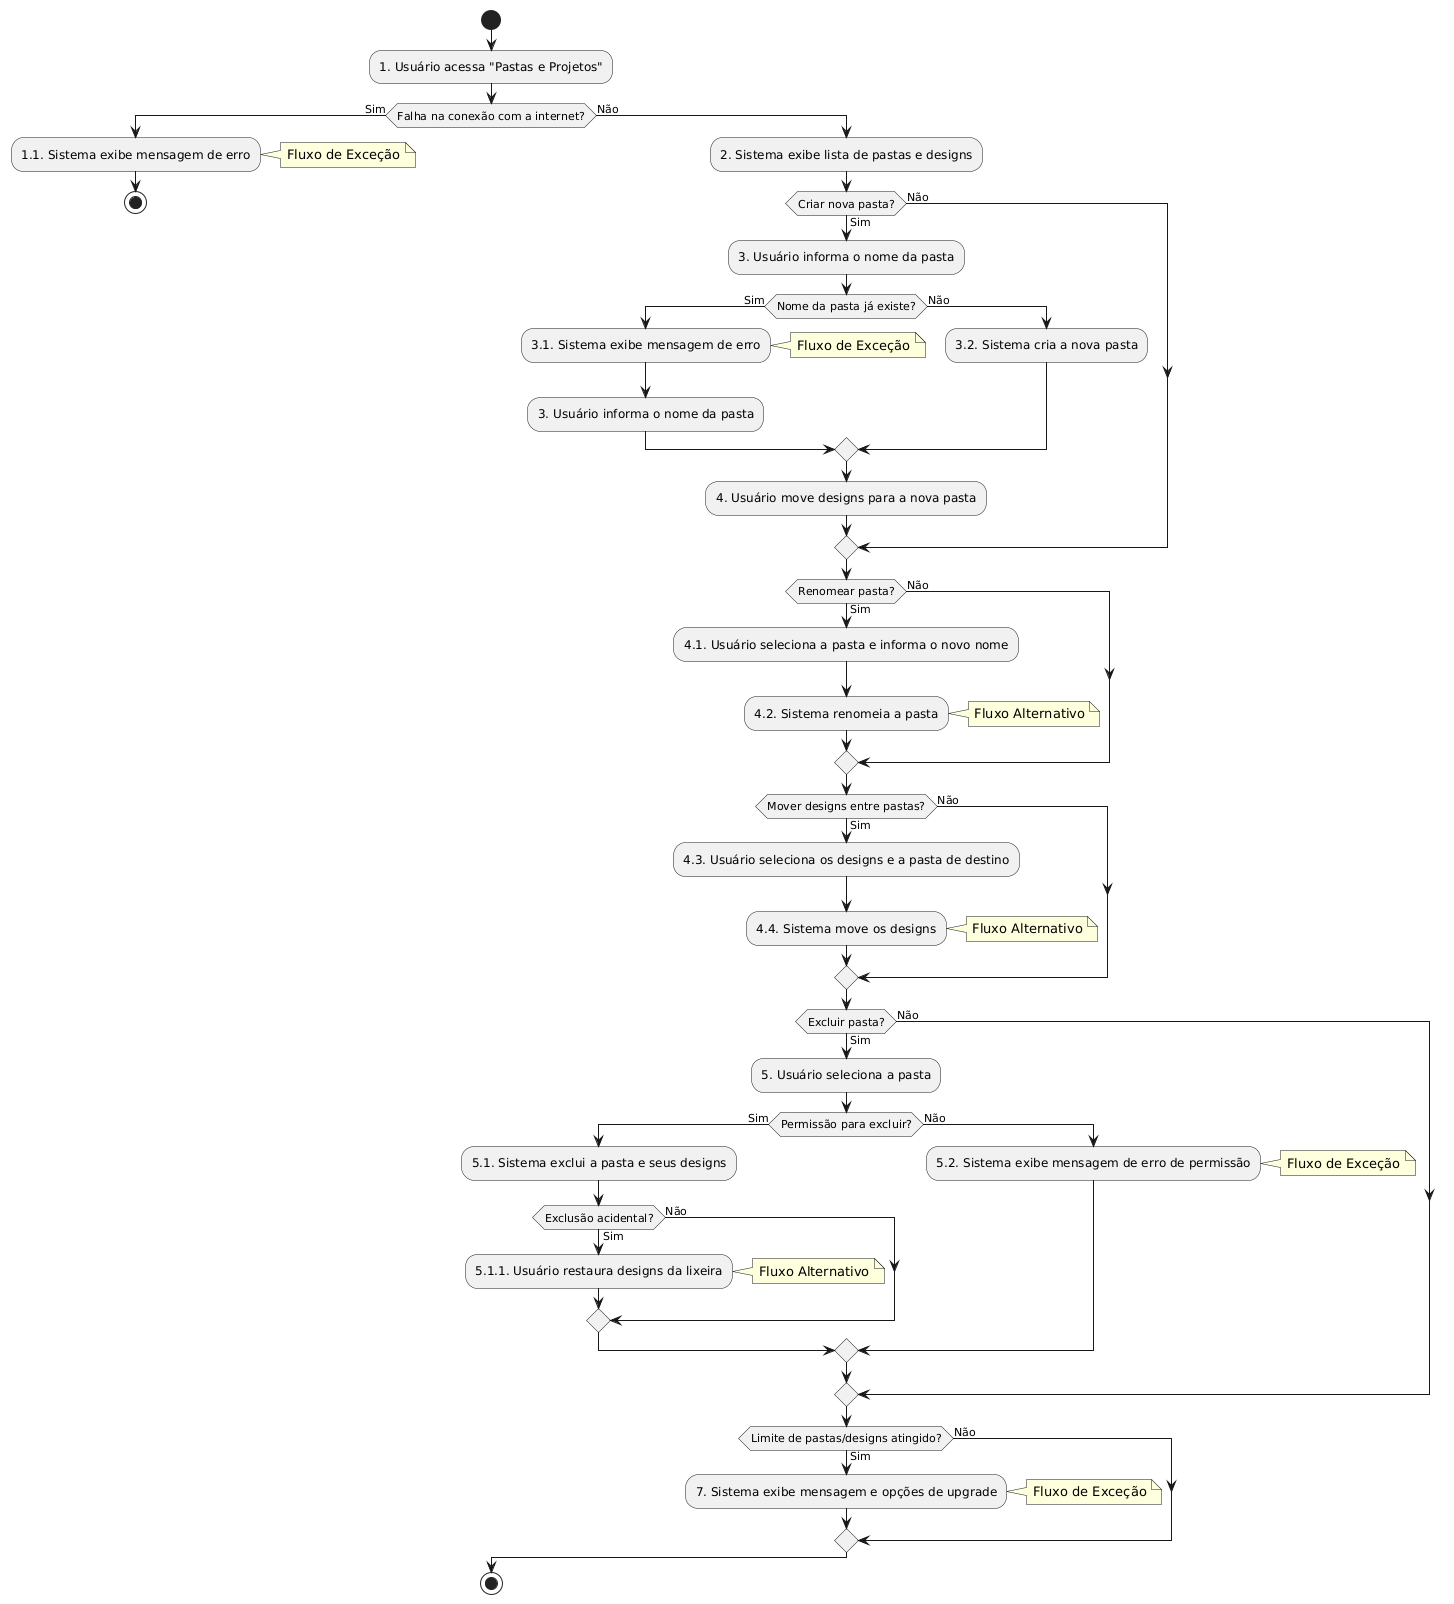 1. Usuário acessa "Pastas e Projetos"
Sim
Falha na conexão com a internet?
Não
1.1. Sistema exibe mensagem de erro
Fluxo de Exceção
2. Sistema exibe lista de pastas e designs
Criar nova pasta?
Não
Sim
3. Usuário informa o nome da pasta
Sim
Nome da pasta já existe?
Não
3.1. Sistema exibe mensagem de erro
Fluxo de Exceção
3.2. Sistema cria a nova pasta
3. Usuário informa o nome da pasta
4. Usuário move designs para a nova pasta
Renomear pasta?
Não
Sim
4.1. Usuário seleciona a pasta e informa o novo nome
4.2. Sistema renomeia a pasta
Fluxo Alternativo
Mover designs entre pastas?
Não
Sim
4.3. Usuário seleciona os designs e a pasta de destino
4.4. Sistema move os designs
Fluxo Alternativo
Excluir pasta?
Não
Sim
5. Usuário seleciona a pasta
Sim
Permissão para excluir?
Não
5.1. Sistema exclui a pasta e seus designs
5.2. Sistema exibe mensagem de erro de permissão
Fluxo de Exceção
Exclusão acidental?
Não
Sim
5.1.1. Usuário restaura designs da lixeira
Fluxo Alternativo
Limite de pastas/designs atingido?
Não
Sim
7. Sistema exibe mensagem e opções de upgrade
Fluxo de Exceção